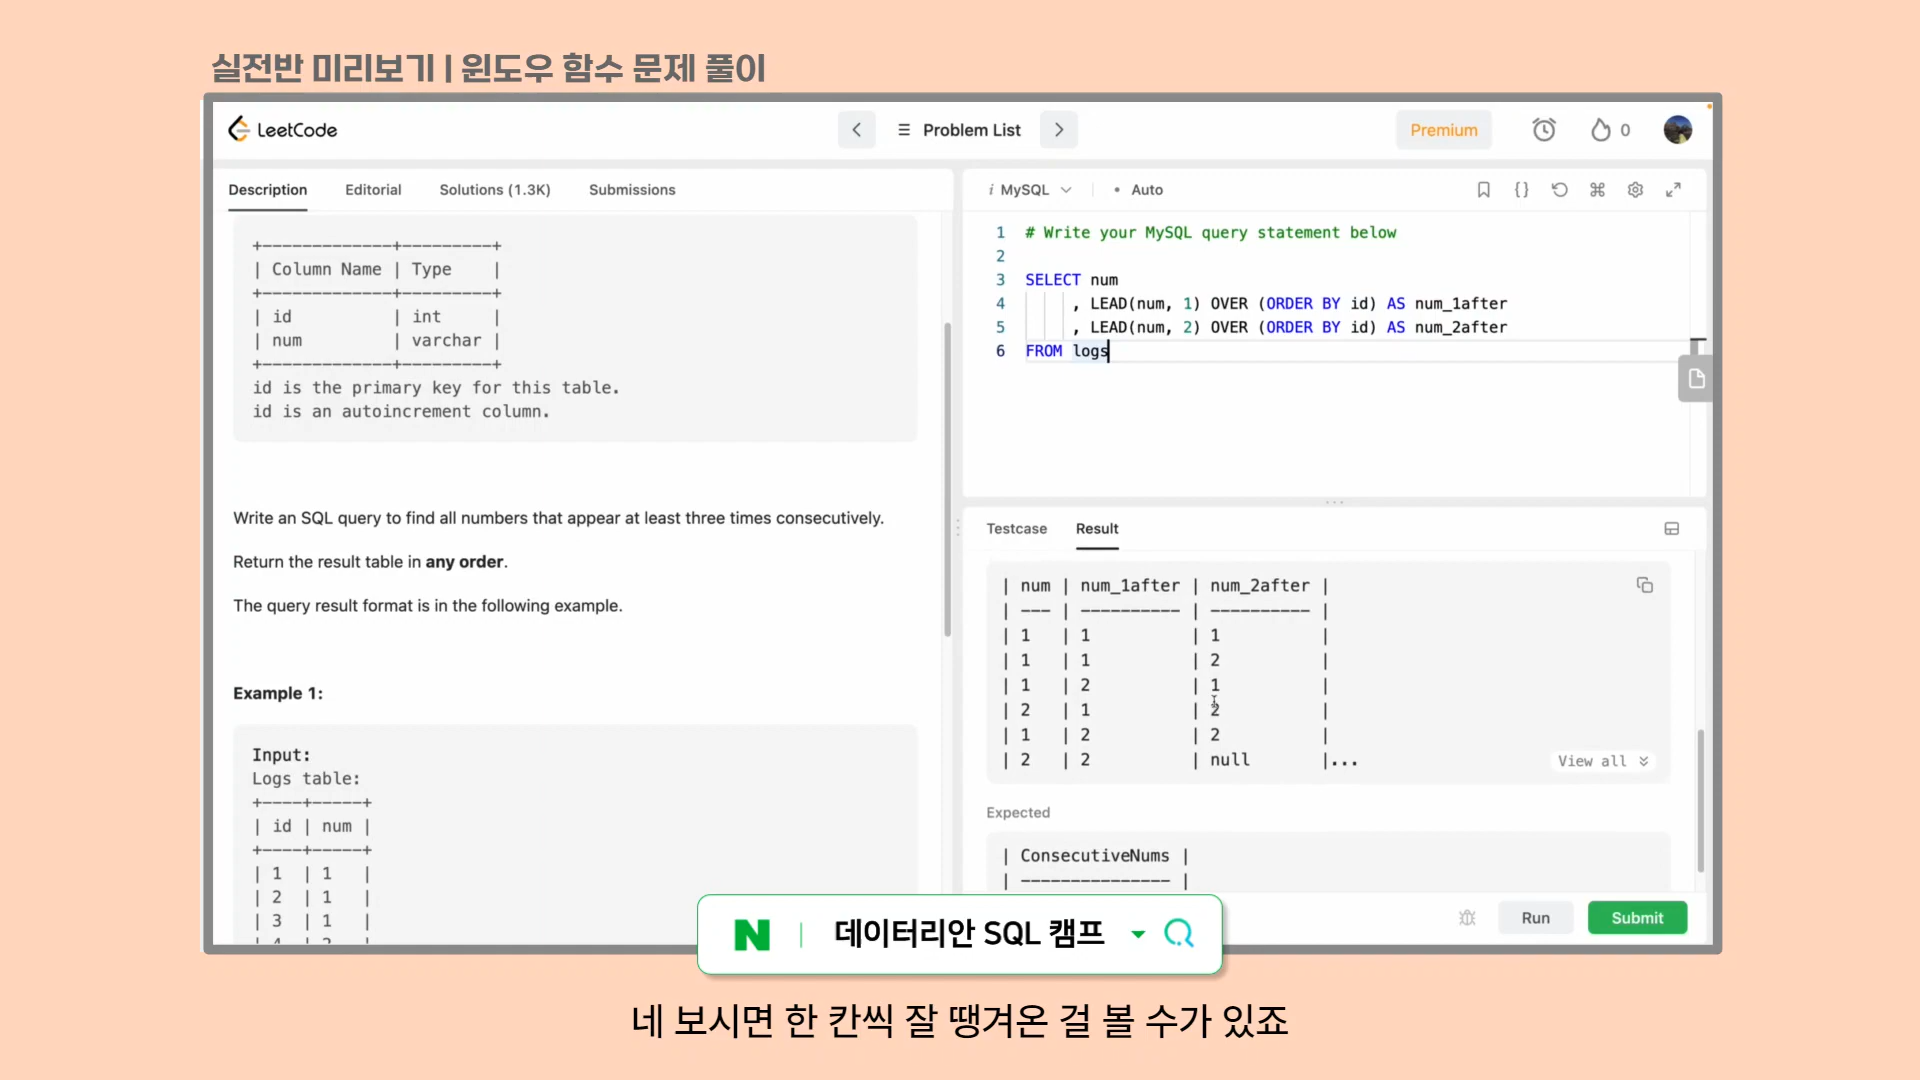 실전반 미리보기 | 윈도우 함수 문제 풀이
LeetCode
Problem List
Premium
0
Description Editorial Solutions (1.3K) Submissions
+-------------+---------+
| Column Name | Type    |
+-------------+---------+
| id          | int     |
| num         | varchar |
+-------------+---------+
id is the primary key for this table.
id is an autoincrement column.
Write an SQL query to find all numbers that appear at least three times consecutively.
Return the result table in any order.
The query result format is in the following example.
Example 1:
Input:
Logs table:
+----+-----+
| id | num |
+----+-----+
| 1  | 1   |
| 2  | 1   |
| 3  | 1   |
| 4  | 2   |
i MySQL • Auto
1 # Write your MySQL query statement below
2
3 SELECT num
4 , LEAD(num, 1) OVER (ORDER BY id) AS num_1after
5 , LEAD(num, 2) OVER (ORDER BY id) AS num_2after
6 FROM logs
Testcase Result
| num | num_1after | num_2after |
| --- | ---------- | ---------- |
| 1   | 1          | 1          |
| 1   | 1          | 2          |
| 1   | 2          | 1          |
| 2   | 1          | 2          |
| 1   | 2          | 2          |
| 2   | 2          | null       |...
View all
Expected
| ConsecutiveNums |
| --------------- |
Run Submit
N | 데이터리안 SQL 캠프
네 보시면 한 칸씩 잘 땡겨온 걸 볼 수가 있죠